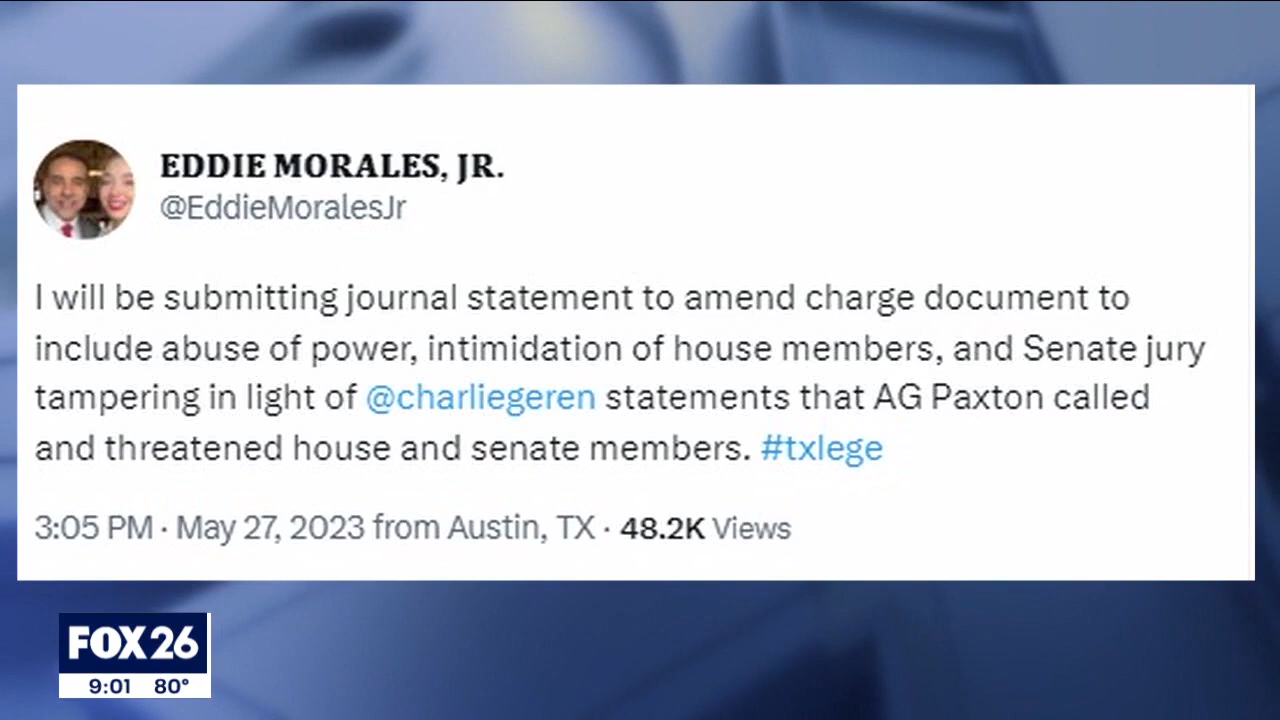 EDDIE MORALES, JR.
@EddieMoralesJr
I will be submitting journal statement to amend charge document to
include abuse of power, intimidation of house members, and Senate jury
tampering in light of @charliegeren statements that AG Paxton called
and threatened house and senate members. #txlege
3:05 PM · May 27, 2023 from Austin, TX · 48.2K Views
FOX 26
9:01 80°